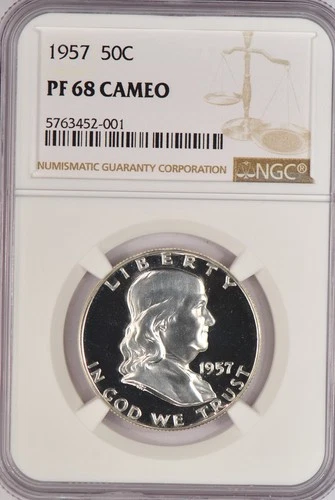 1957 50C
PF 68 CAMEO
5763452-001
NUMISMATIC GUARANTY CORPORATION
NGC®
LIBERTY
1957
IN GOD WE TRUST